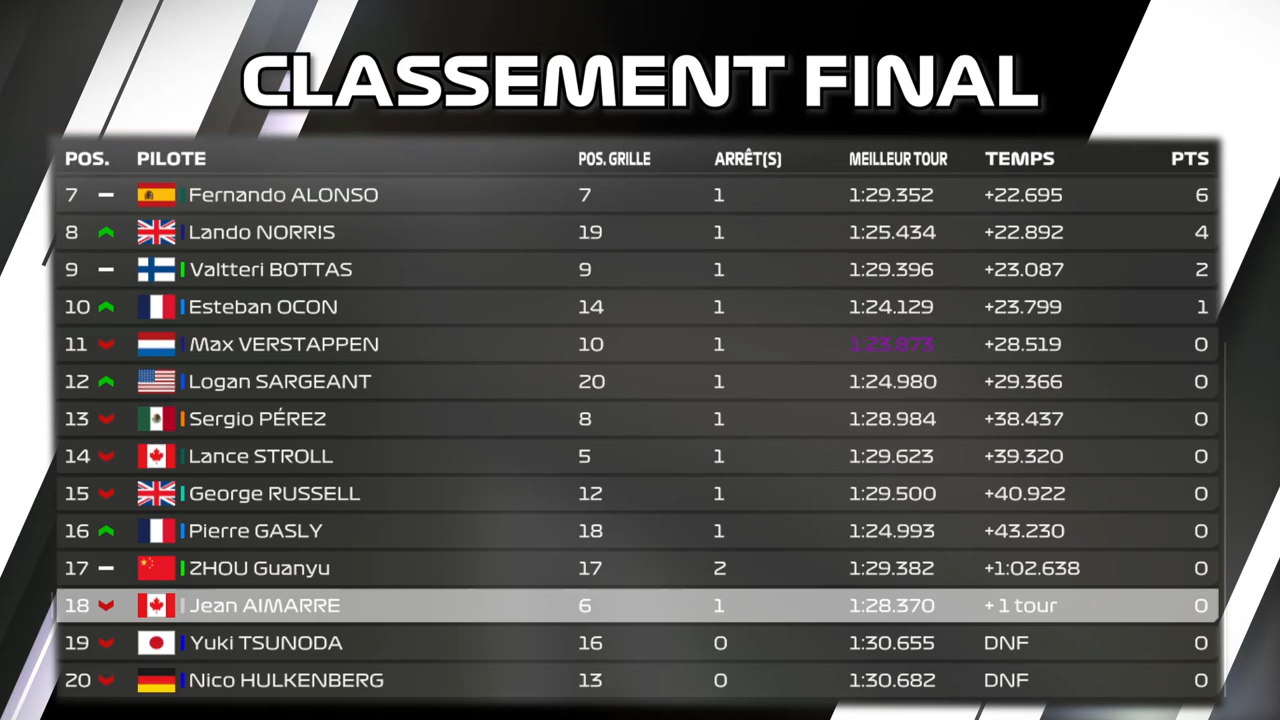 CLASSEMENT FINAL
POS. PILOTE POS. GRILLE ARRÊT(S) MEILLEUR TOUR TEMPS PTS
7 Fernando ALONSO 7 1 1:29.352 +22.695 6
8 Lando NORRIS 19 1 1:25.434 +22.892 4
9 Valtteri BOTTAS 9 1 1:29.396 +23.087 2
10 Esteban OCON 14 1 1:24.129 +23.799 1
11 Max VERSTAPPEN 10 1 1:23.873 +28.519 0
12 Logan SARGEANT 20 1 1:24.980 +29.366 0
13 Sergio PÉREZ 8 1 1:28.984 +38.437 0
14 Lance STROLL 5 1 1:29.623 +39.320 0
15 George RUSSELL 12 1 1:29.500 +40.922 0
16 Pierre GASLY 18 1 1:24.993 +43.230 0
17 ZHOU Guanyu 17 2 1:29.382 +1:02.638 0
18 Jean AIMARRE 6 1 1:28.370 + 1 tour 0
19 Yuki TSUNODA 16 0 1:30.655 DNF 0
20 Nico HULKENBERG 13 0 1:30.682 DNF 0